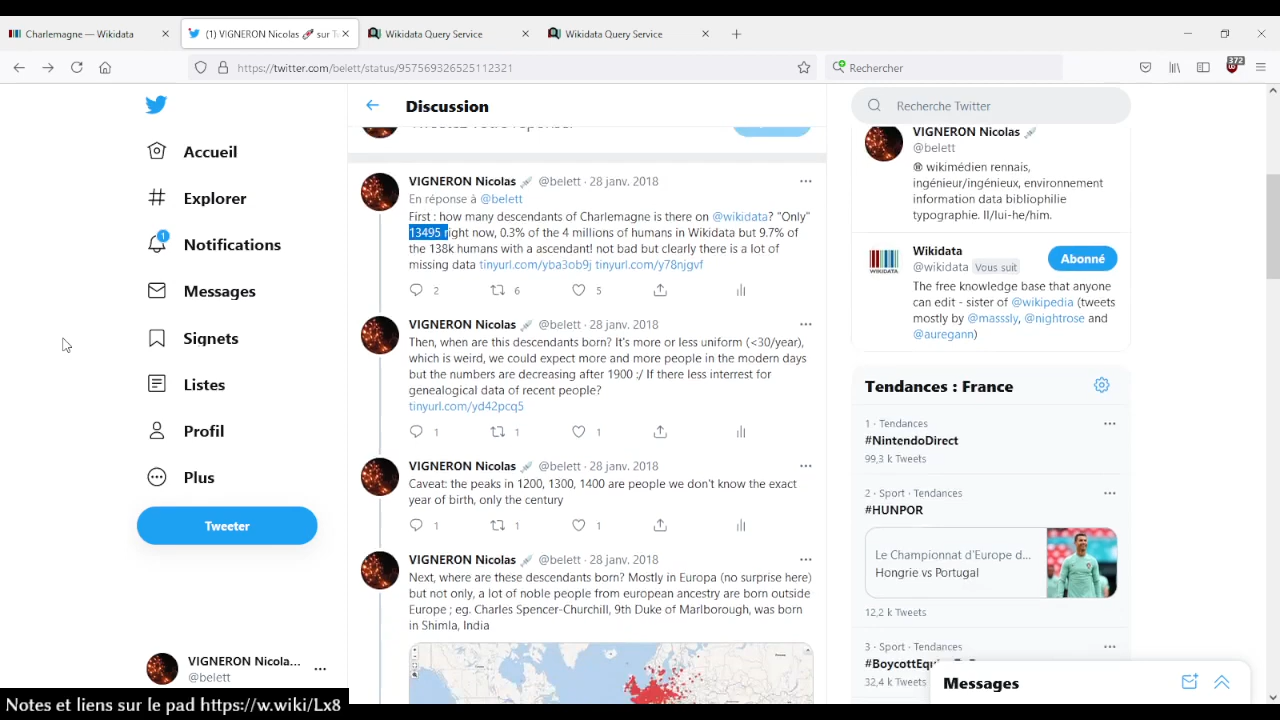 Charlemagne — Wikidata
(1) VIGNERON Nicolas 🚀 sur T
Wikidata Query Service
Wikidata Query Service
https://twitter.com/belett/status/957569326525112321
Rechercher
372
Accueil
Explorer
1
Notifications
Messages
Signets
Listes
Profil
Plus
Tweeter
VIGNERON Nicola...
@belett
Discussion
VIGNERON Nicolas @belett · 28 janv. 2018
En réponse à @belett
First : how many descendants of Charlemagne is there on @wikidata? "Only"
13495 right now, 0.3% of the 4 millions of humans in Wikidata but 9.7% of
the 138k humans with a ascendant! not bad but clearly there is a lot of
missing data tinyurl.com/yba3ob9j tinyurl.com/y78njgvf
2 6 5
VIGNERON Nicolas @belett · 28 janv. 2018
Then, when are this descendants born? It's more or less uniform (<30/year),
which is weird, we could expect more and more people in the modern days
but the numbers are decreasing after 1900 :/ If there less interrest for
genealogical data of recent people?
tinyurl.com/yd42pcq5
1 1 1
VIGNERON Nicolas @belett · 28 janv. 2018
Caveat: the peaks in 1200, 1300, 1400 are people we don't know the exact
year of birth, only the century
1 1 1
VIGNERON Nicolas @belett · 28 janv. 2018
Next, where are these descendants born? Mostly in Europa (no surprise here)
but not only, a lot of noble people from european ancestry are born outside
Europe ; eg. Charles Spencer-Churchill, 9th Duke of Marlborough, was born
in Shimla, India
Recherche Twitter
VIGNERON Nicolas
@belett
wikimédien rennais,
ingénieur/ingénieux, environnement
information data bibliophilie
typographie. Il/lui-he/him.
Wikidata
@wikidata Vous suit
Abonné
WIKIDATA
The free knowledge base that anyone
can edit - sister of @wikipedia (tweets
mostly by @masssly, @nightrose and
@auregann)
Tendances : France
1 · Tendances
#NintendoDirect
99,3 k Tweets
2 · Sport · Tendances
#HUNPOR
Le Championnat d'Europe d...
Hongrie vs Portugal
12,2 k Tweets
3 · Sport · Tendances
32,4 k Tweets
Messages
Notes et liens sur le pad https://w.wiki/Lx8